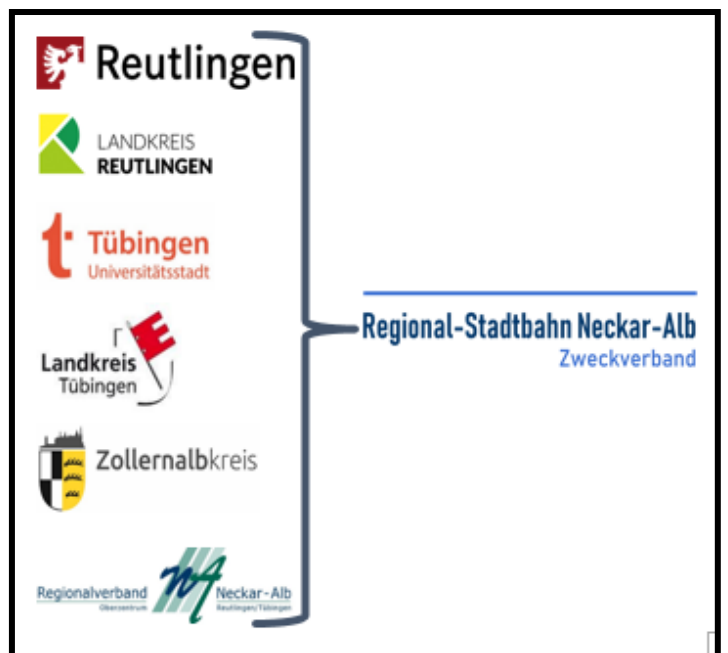 Reutlingen
LANDKREIS
REUTLINGEN
Tübingen
Universitätsstadt
Landkreis
Tübingen
Zollernalbkreis
Regionalverband Neckar-Alb
Oberzentrum Reutlingen/Tübingen
Regional-Stadtbahn Neckar-Alb
Zweckverband